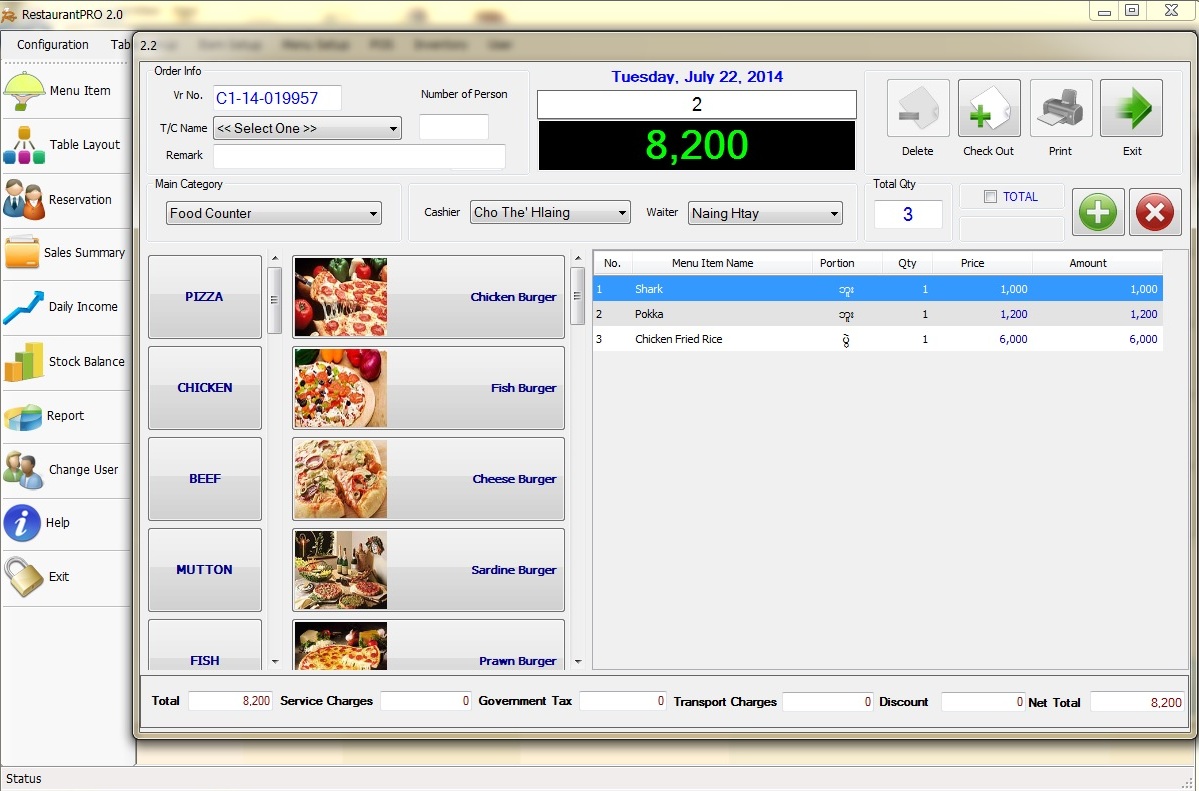 RestaurantPRO 2.0
Configuration
2.2
Menu Item
Table Layout
Reservation
Sales Summary
Daily Income
Stock Balance
Report
Change User
Help
Exit
Order Info
Vr No. C1-14-019957
Number of Person
T/C Name << Select One >>
Remark
Tuesday, July 22, 2014
2
8,200
Delete Check Out Print Exit
Main Category
Food Counter
Cashier Cho The' Hlaing Waiter Naing Htay
Total Qty
3
TOTAL
PIZZA
CHICKEN
BEEF
MUTTON
FISH
Chicken Burger
Fish Burger
Cheese Burger
Sardine Burger
Prawn Burger
No. Menu Item Name Portion Qty Price Amount
1 Shark ဘူး 1 1,000 1,000
2 Pokka ဘူး 1 1,200 1,200
3 Chicken Fried Rice ပွဲ 1 6,000 6,000
Total 8,200 Service Charges 0 Government Tax 0 Transport Charges 0 Discount 0 Net Total 8,200
Status